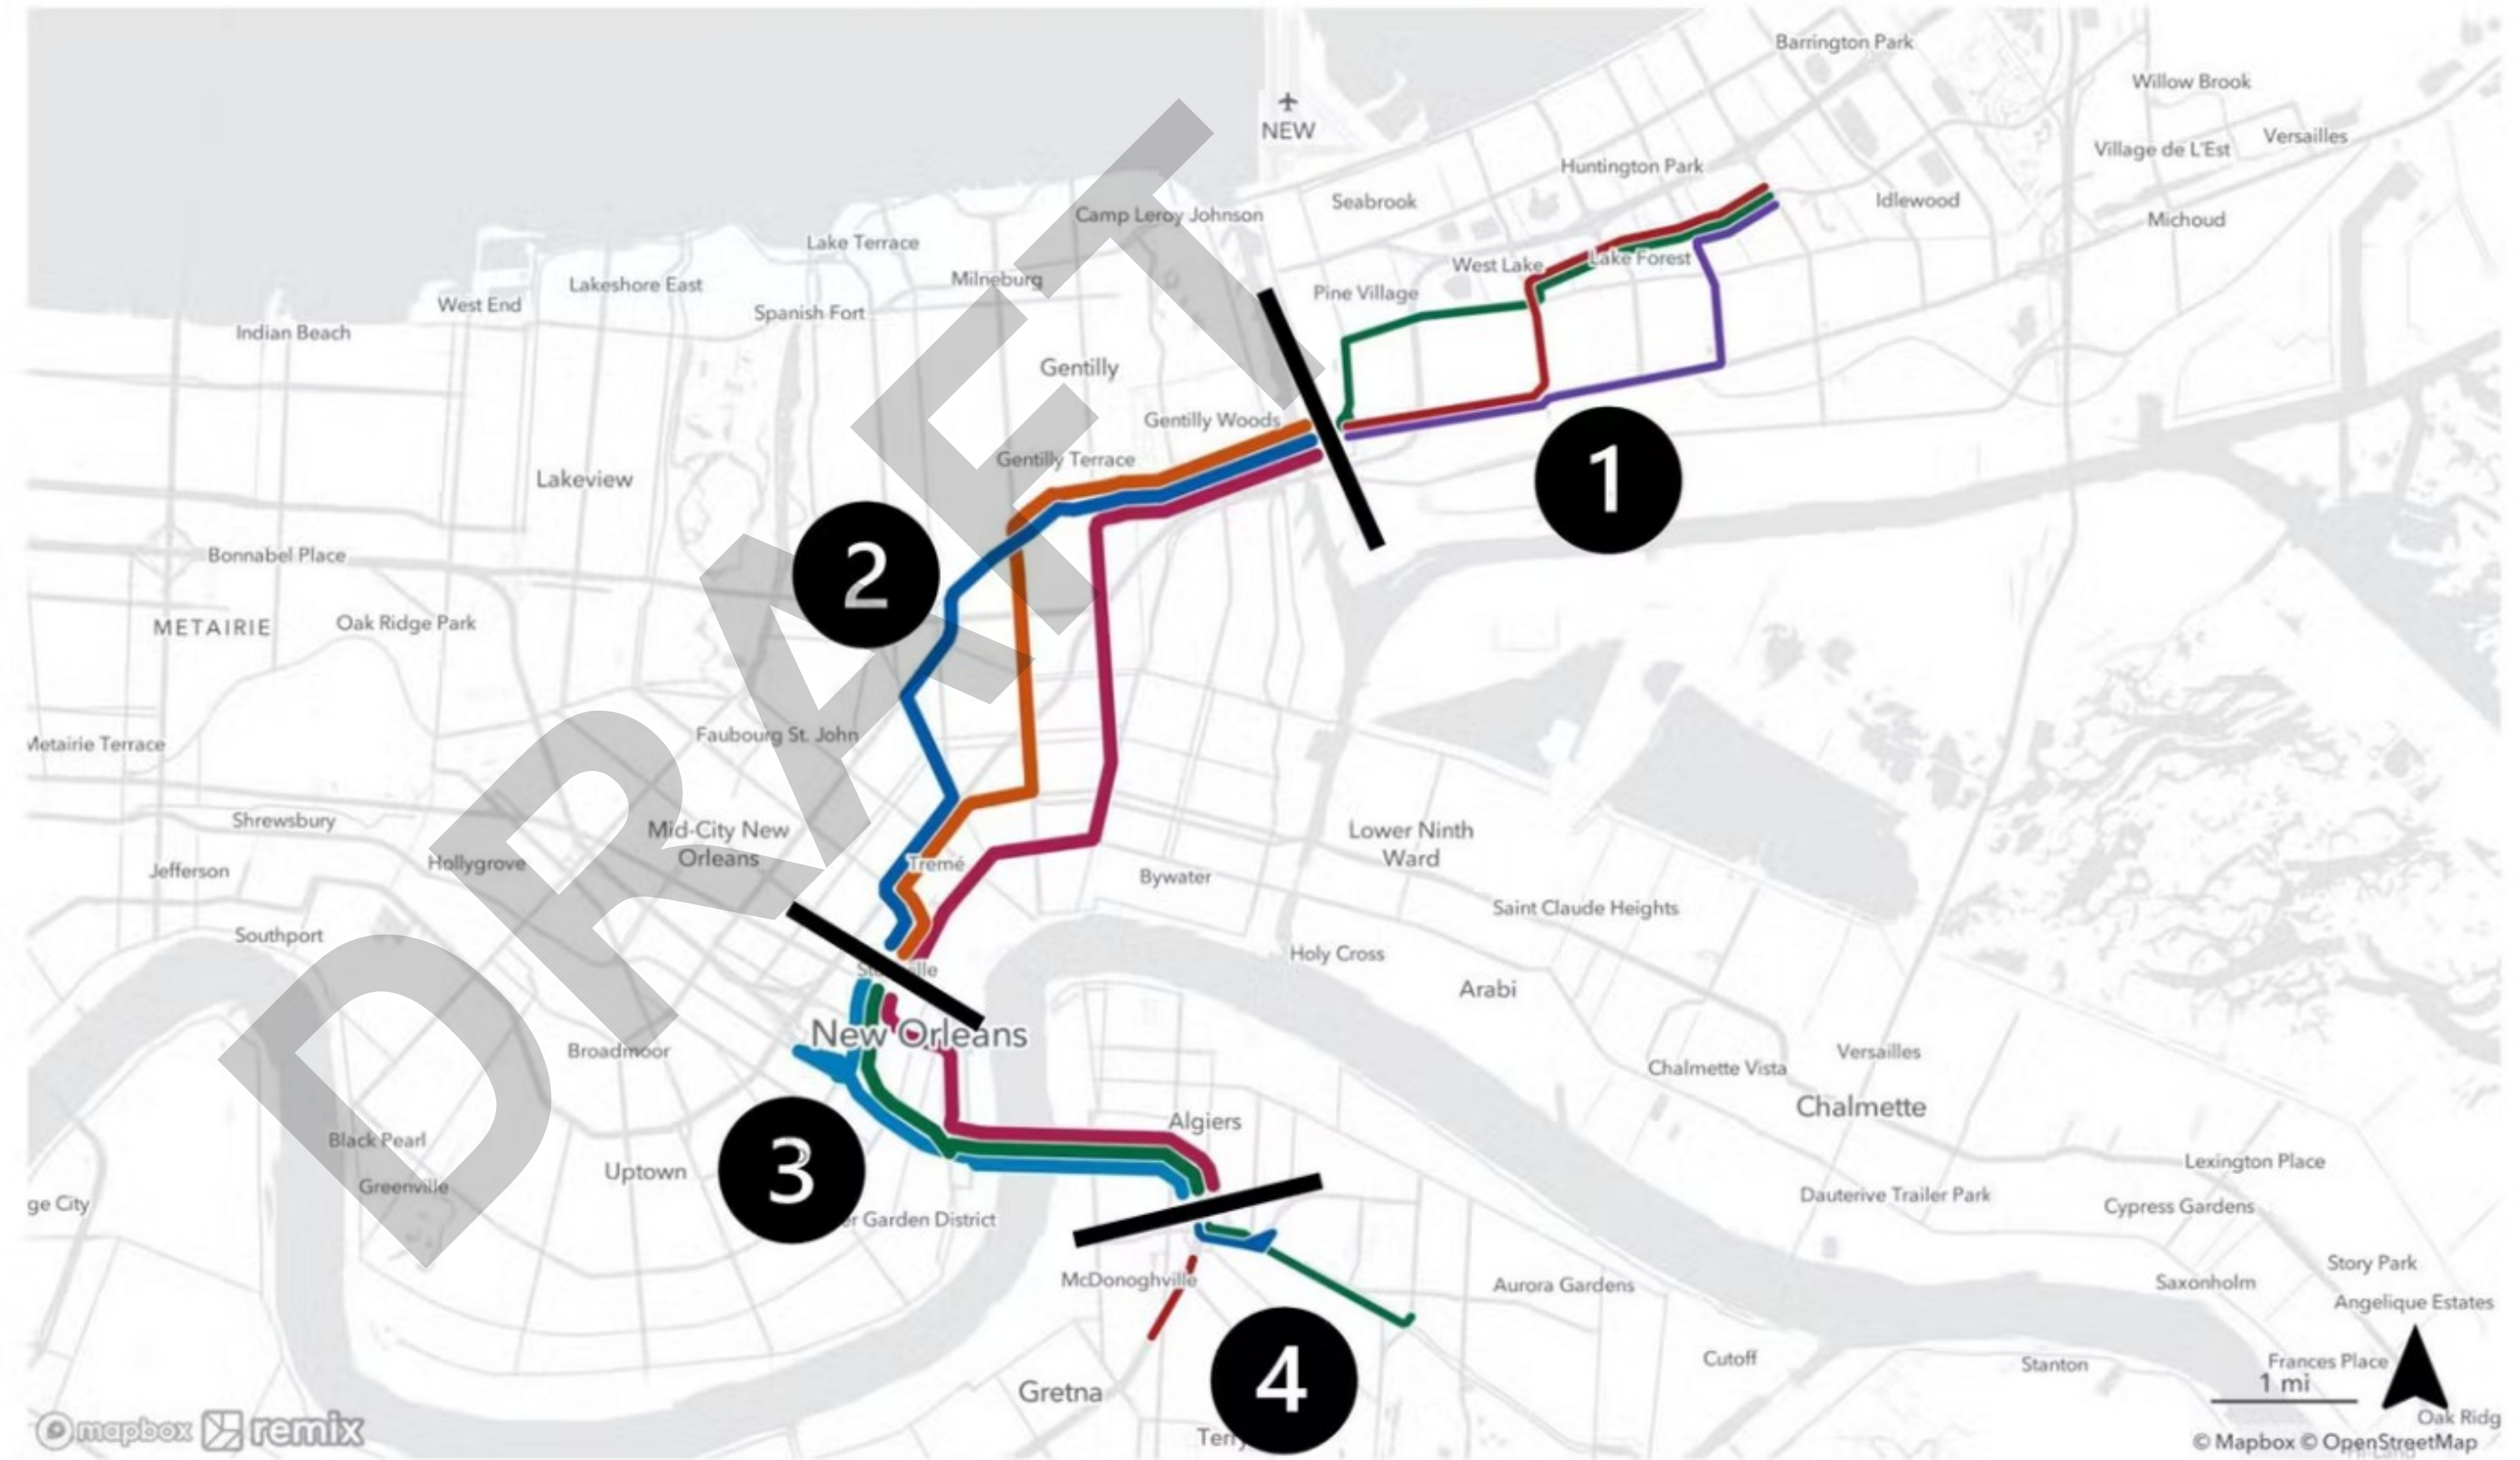 Barrington Park
Willow Brook
NEW
Versailles
Village de L'Est
Huntington Park
Seabrook
Idlewood
Camp Leroy Johnson
Michoud
Lake Terrace
Lake Forest
West Lake
Milneburg
Lakeshore East
Pine Village
West End
Spanish Fort
Indian Beach
Gentilly
Gentilly Woods
Gentilly Terrace
Lakeview
1
2
Bonnabel Place
METAIRIE
Oak Ridge Park
DRAFT
Faubourg St. John
Metairie Terrace
Shrewsbury
Mid-City New
Orleans
Lower Ninth
Ward
Hollygrove
Tremé
Jefferson
Bywater
Saint Claude Heights
Southport
Holy Cross
Arabi
New Orleans
Broadmoor
Versailles
Chalmette Vista
Chalmette
Algiers
Black Pearl
3
Uptown
Lexington Place
Greenville
Dauterive Trailer Park
ge City
Cypress Gardens
er Garden District
Story Park
McDonoghville
Aurora Gardens
Saxonholm
Angelique Estates
4
Cutoff
Stanton
Frances Place
1 mi
Gretna
Oak Ridg
Terry
mapbox remix
© Mapbox © OpenStreetMap